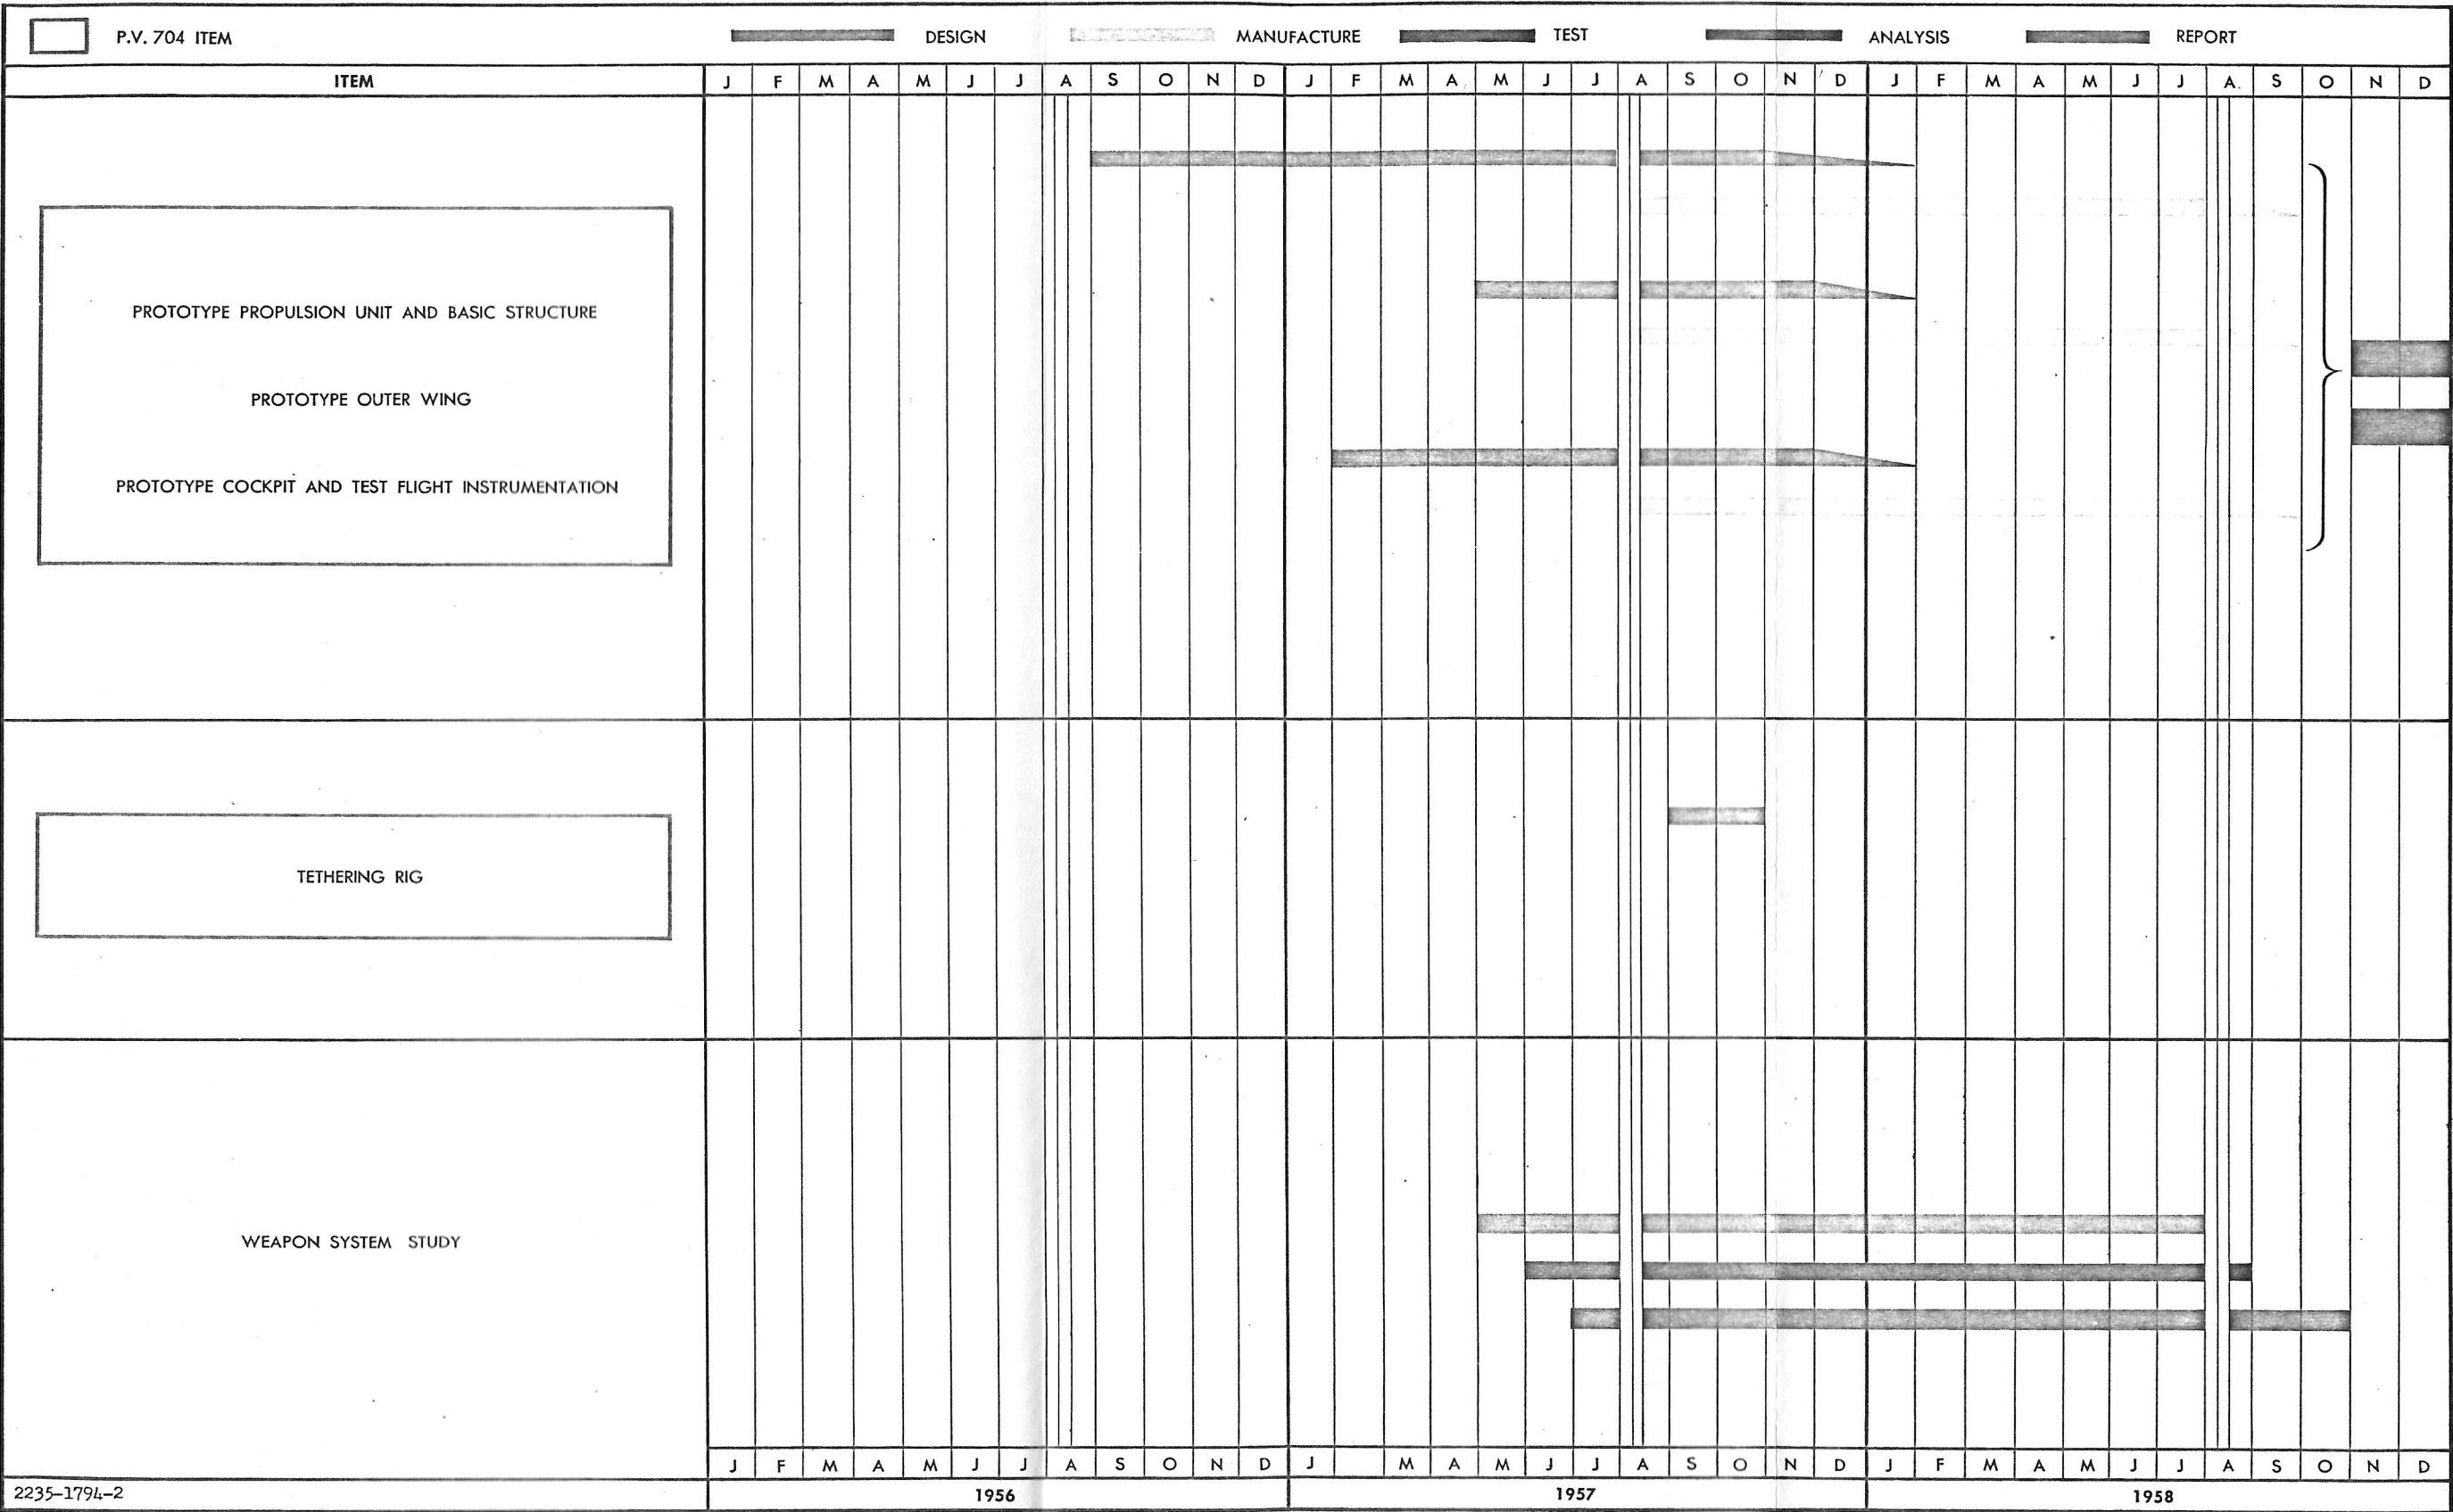 P.V. 704 ITEM DESIGN MANUFACTURE TEST ANALYSIS REPORT
ITEM J F M A M J J A S O N D J F M A M J J A S O N D J F M A M J J A S O N D
PROTOTYPE PROPULSION UNIT AND BASIC STRUCTURE
PROTOTYPE OUTER WING
PROTOTYPE COCKPIT AND TEST FLIGHT INSTRUMENTATION
TETHERING RIG
WEAPON SYSTEM STUDY
J F M A M J J A S O N D J M A M J J A S O N D J F M A M J J A S O N D
2235-1794-2 1956 1957 1958